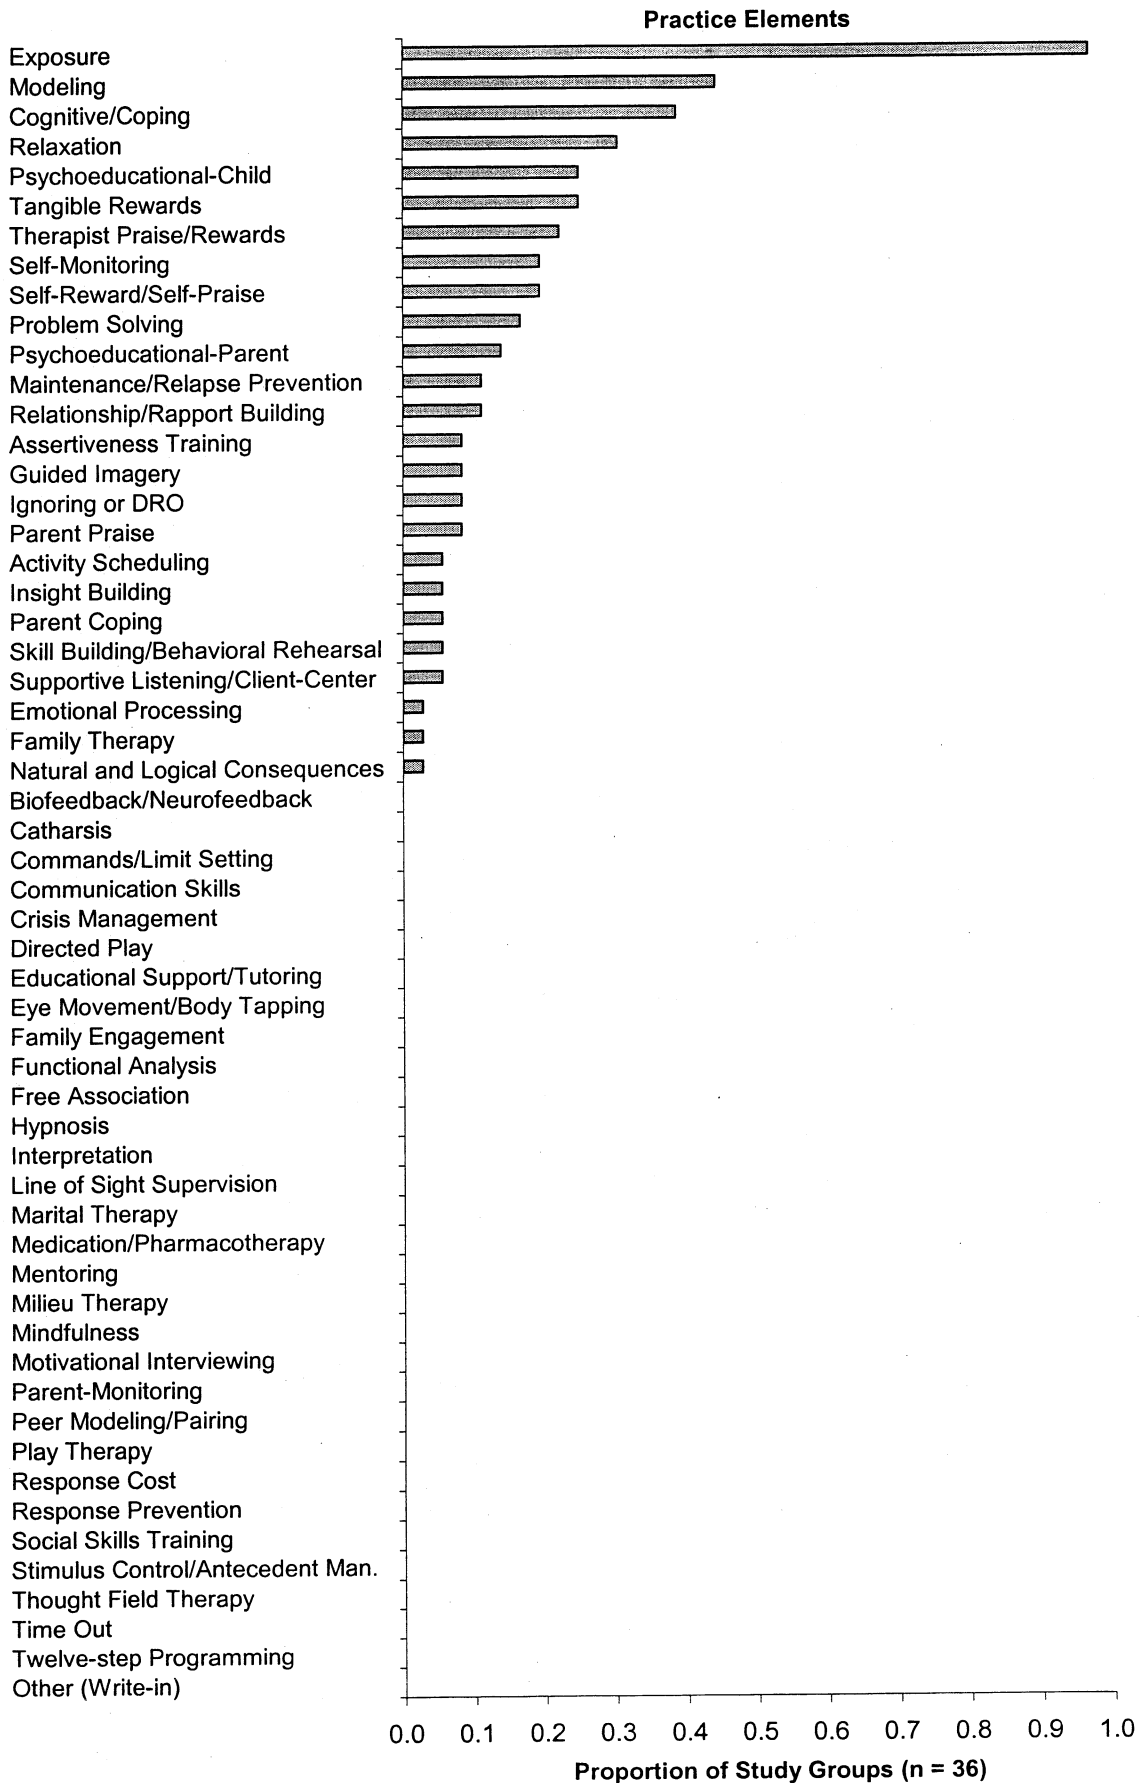 Practice Elements
Exposure
Modeling
Cognitive/Coping
Relaxation
Psychoeducational-Child
Tangible Rewards
Therapist Praise/Rewards
Self-Monitoring
Self-Reward/Self-Praise
Problem Solving
Psychoeducational-Parent
Maintenance/Relapse Prevention
Relationship/Rapport Building
Assertiveness Training
Guided Imagery
Ignoring or DRO
Parent Praise
Activity Scheduling
Insight Building
Parent Coping
Skill Building/Behavioral Rehearsal
Supportive Listening/Client-Center
Emotional Processing
Family Therapy
Natural and Logical Consequences
Biofeedback/Neurofeedback
Catharsis
Commands/Limit Setting
Communication Skills
Crisis Management
Directed Play
Educational Support/Tutoring
Eye Movement/Body Tapping
Family Engagement
Functional Analysis
Free Association
Hypnosis
Interpretation
Line of Sight Supervision
Marital Therapy
Medication/Pharmacotherapy
Mentoring
Milieu Therapy
Mindfulness
Motivational Interviewing
Parent-Monitoring
Peer Modeling/Pairing
Play Therapy
Response Cost
Response Prevention
Social Skills Training
Stimulus Control/Antecedent Man.
Thought Field Therapy
Time Out
Twelve-step Programming
Other (Write-in)
0.0 0.1 0.2 0.3 0.4 0.5 0.6 0.7 0.8 0.9 1.0
Proportion of Study Groups (n = 36)